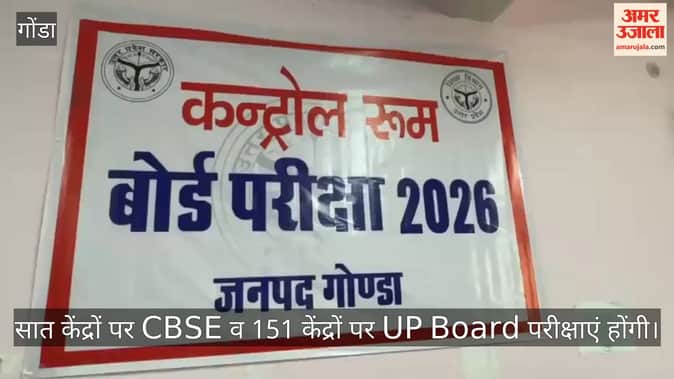 गोंडा
अमर
उजाला
amarujala.com
कन्ट्रोल रूम
बोर्ड परीक्षा 2026
जनपद गोण्डा
सात केंद्रों पर CBSE व 151 केंद्रों पर UP Board परीक्षाएं होंगी।